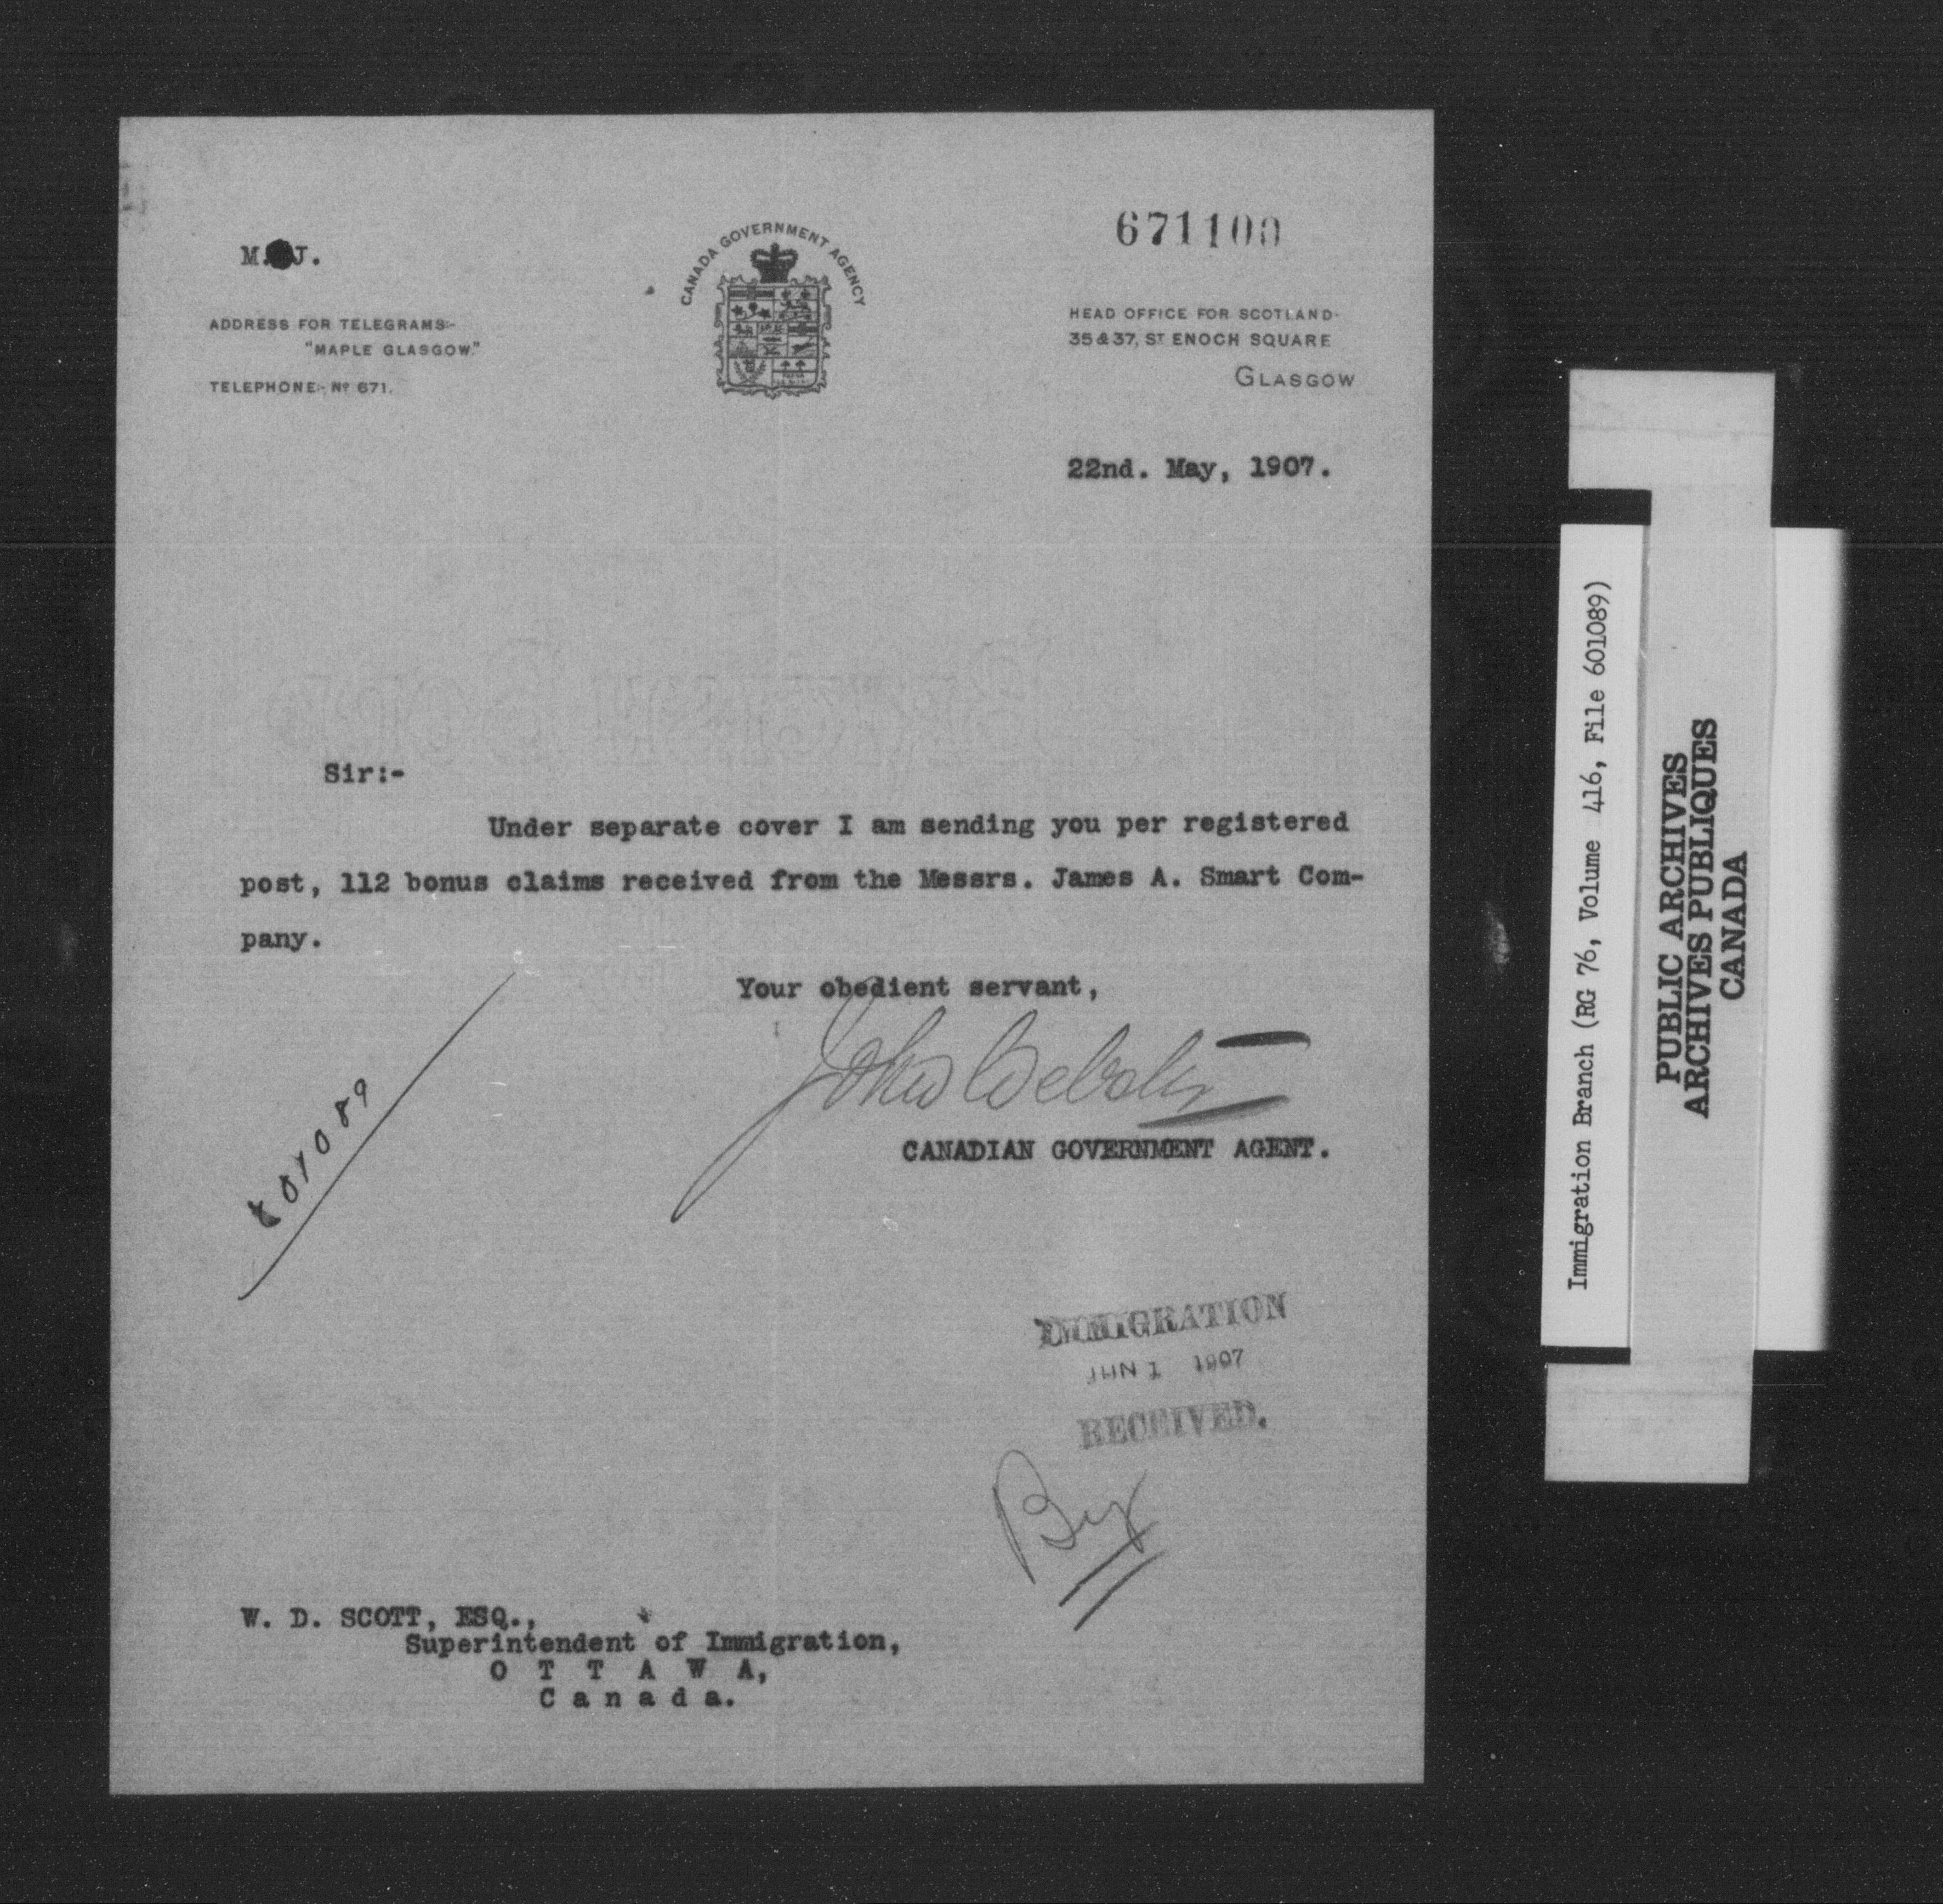 671100
M. J.
CANADA GOVERNMENT AGENCY
ADDRESS FOR TELEGRAMS:-
"MAPLE GLASGOW."
TELEPHONE:- No 671.
HEAD OFFICE FOR SCOTLAND-
35 & 37, ST ENOCH SQUARE
GLASGOW
22nd. May, 1907.
Sir:-
Under separate cover I am sending you per registered
post, 112 bonus claims received from the Messrs. James A. Smart Com-
pany.
Your obedient servant,
John Webster
CANADIAN GOVERNMENT AGENT.
601089
IMMIGRATION
JUN 1 1907
RECEIVED.
W. D. SCOTT, ESQ.,
Superintendent of Immigration,
O T T A W A,
C a n a d a.
Immigration Branch (RG 76, Volume 416, File 601089)
PUBLIC ARCHIVES
ARCHIVES PUBLIQUES
CANADA